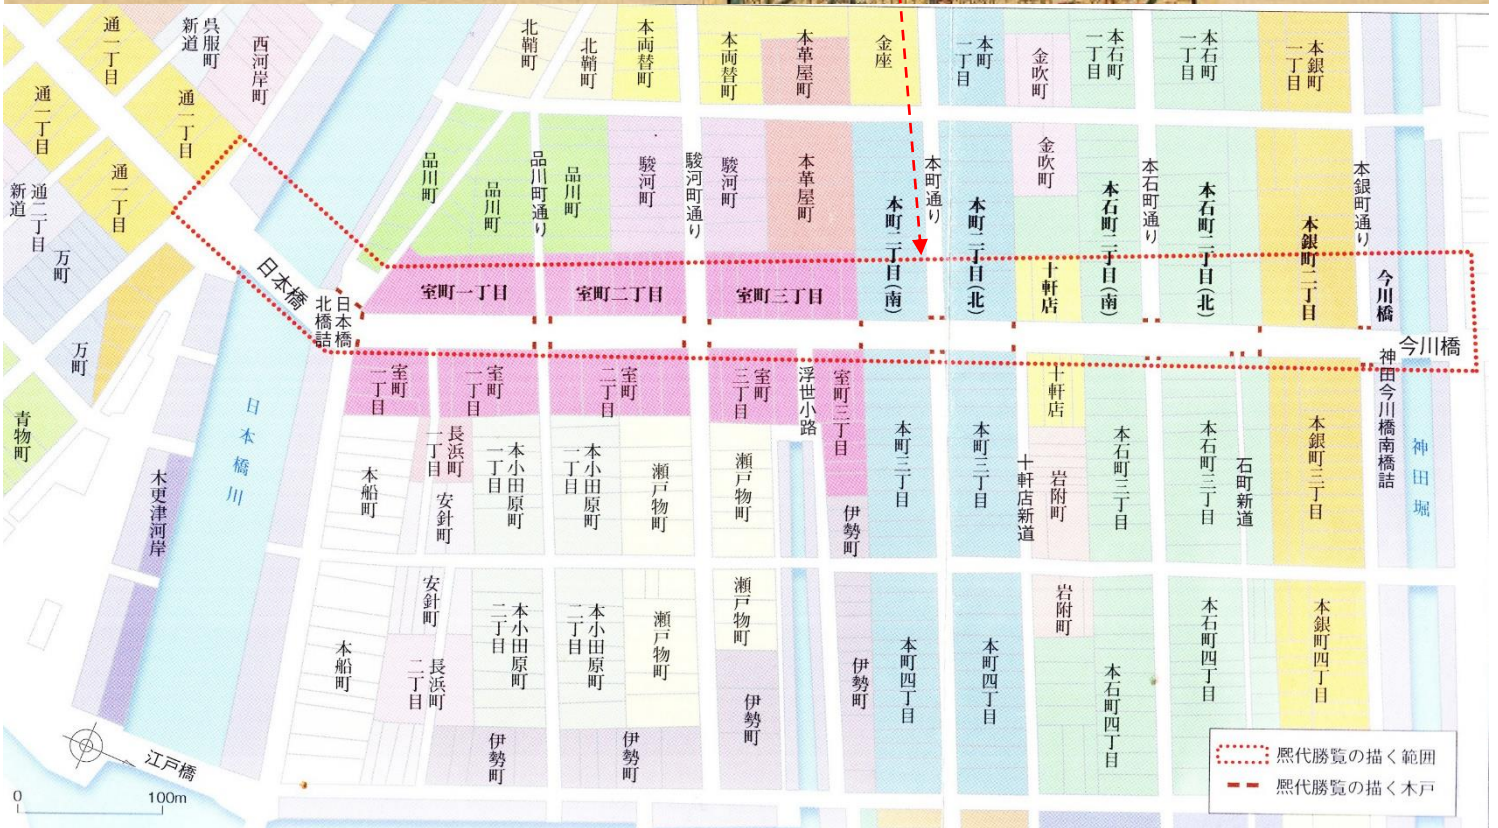 通一丁目
新道
呉服町
西河岸町
北鞘町
北鞘町
本両替町
本両替町
本革屋町
金座
本町
一丁目
金吹町
本石町
一丁目
本石町
一丁目
本銀町
一丁目
通一丁目
通一丁目
通一丁目
新道
通二丁目
万町
万町
青物町
品川町
品川町
品川町通り
品川町
駿河町
駿河町通り
駿河町
本革屋町
本町二丁目(南)
本町通り
本町二丁目(北)
金吹町
十軒店
本石町二丁目(南)
本石町通り
本石町二丁目(北)
本銀町二丁目
本銀町通り
今川橋
日本橋
日本橋
北橋詰
室町一丁目
室町二丁目
室町三丁目
今川橋
神田今川橋南橋詰
神田堀
日本橋川
木更津河岸
室町
一丁目
室町
一丁目
室町
二丁目
室町
三丁目
浮世小路
室町三丁目
本町三丁目
本町三丁目
十軒店
十軒店新道
岩附町
本石町三丁目
本石町三丁目
石町新道
本銀町三丁目
本船町
長浜町
一丁目
安針町
本小田原町
一丁目
本小田原町
一丁目
瀬戸物町
瀬戸物町
伊勢町
本船町
安針町
長浜町
二丁目
本小田原町
二丁目
本小田原町
二丁目
瀬戸物町
瀬戸物町
伊勢町
伊勢町
伊勢町
伊勢町
本町四丁目
本町四丁目
岩附町
本石町四丁目
本石町四丁目
本銀町四丁目
江戸橋
0
100m
熈代勝覧の描く範囲
熈代勝覧の描く木戸